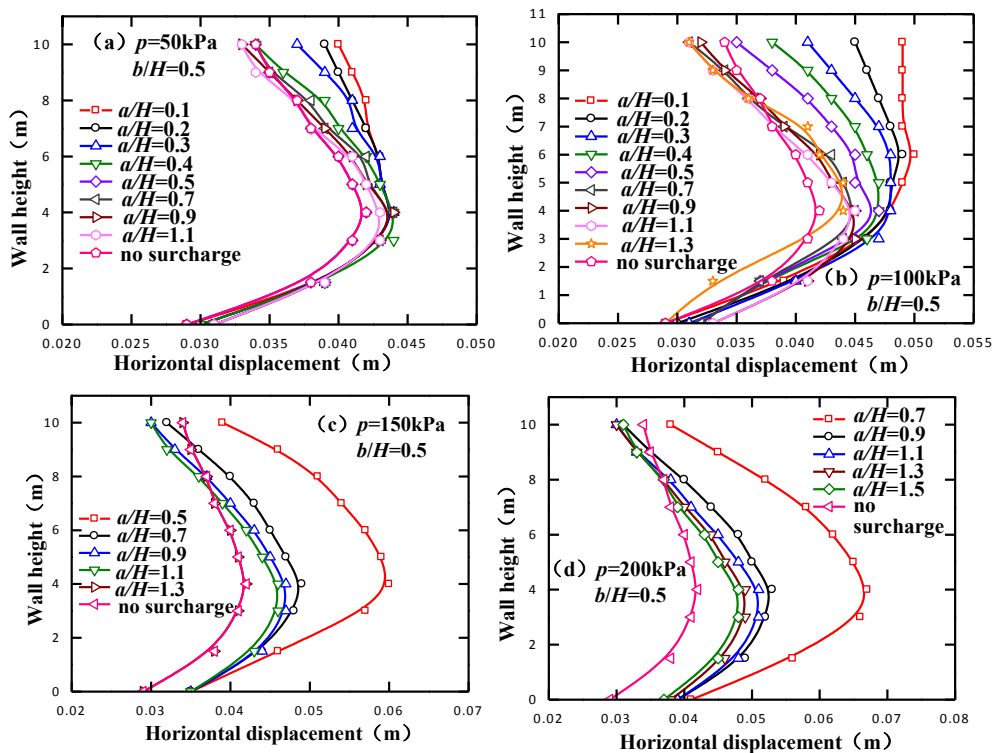 (a) p=50kPa
b/H=0.5
a/H=0.1
a/H=0.2
a/H=0.3
a/H=0.4
a/H=0.5
a/H=0.7
a/H=0.9
a/H=1.1
no surcharge
Wall height (m)
10
8
6
4
2
0
0.020 0.025 0.030 0.035 0.040 0.045 0.050
Horizontal displacement (m)
(b) p=100kPa
b/H=0.5
a/H=0.1
a/H=0.2
a/H=0.3
a/H=0.4
a/H=0.5
a/H=0.7
a/H=0.9
a/H=1.1
a/H=1.3
no surcharge
Wall height (m)
11
10
9
8
7
6
5
4
3
2
1
0
0.020 0.025 0.030 0.035 0.040 0.045 0.050 0.055
Horizontal displacement (m)
(c) p=150kPa
b/H=0.5
a/H=0.5
a/H=0.7
a/H=0.9
a/H=1.1
a/H=1.3
no surcharge
Wall height (m)
10
8
6
4
2
0
0.02 0.03 0.04 0.05 0.06 0.07
Horizontal displacement (m)
a/H=0.7
a/H=0.9
a/H=1.1
a/H=1.3
a/H=1.5
no
surcharge
(d) p=200kPa
b/H=0.5
Wall height (m)
10
8
6
4
2
0
0.02 0.03 0.04 0.05 0.06 0.07 0.08
Horizontal displacement (m)